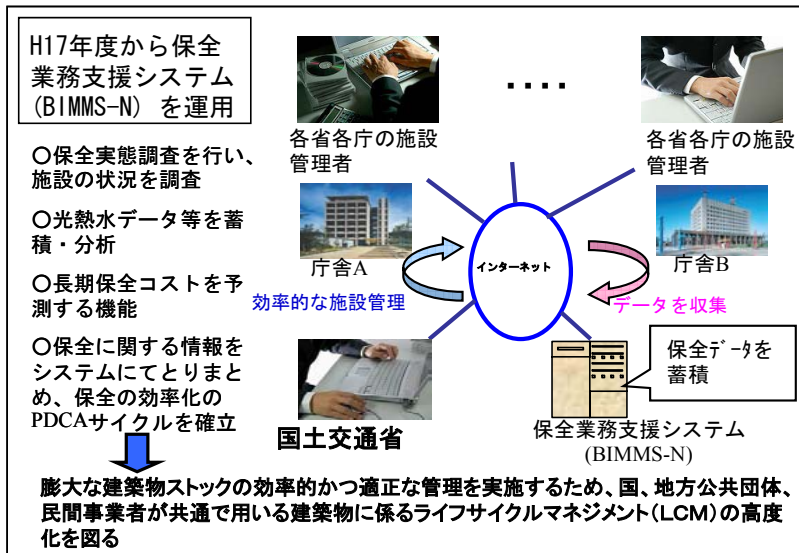 H17年度から保全
業務支援システム
(BIMMS-N) を運用
○保全実態調査を行い、
施設の状況を調査
○光熱水データ等を蓄
積・分析
○長期保全コストを予
測する機能
○保全に関する情報を
システムにてとりまと
め、保全の効率化の
PDCAサイクルを確立
各省各庁の施設
管理者
････
各省各庁の施設
管理者
庁舎A
インターネット
庁舎B
効率的な施設管理
データを収集
国土交通省
保全ﾃﾞｰﾀを
蓄積
保全業務支援システム
(BIMMS-N)
膨大な建築物ストックの効率的かつ適正な管理を実施するため、国、地方公共団体、
民間事業者が共通で用いる建築物に係るライフサイクルマネジメント(LCM)の高度
化を図る